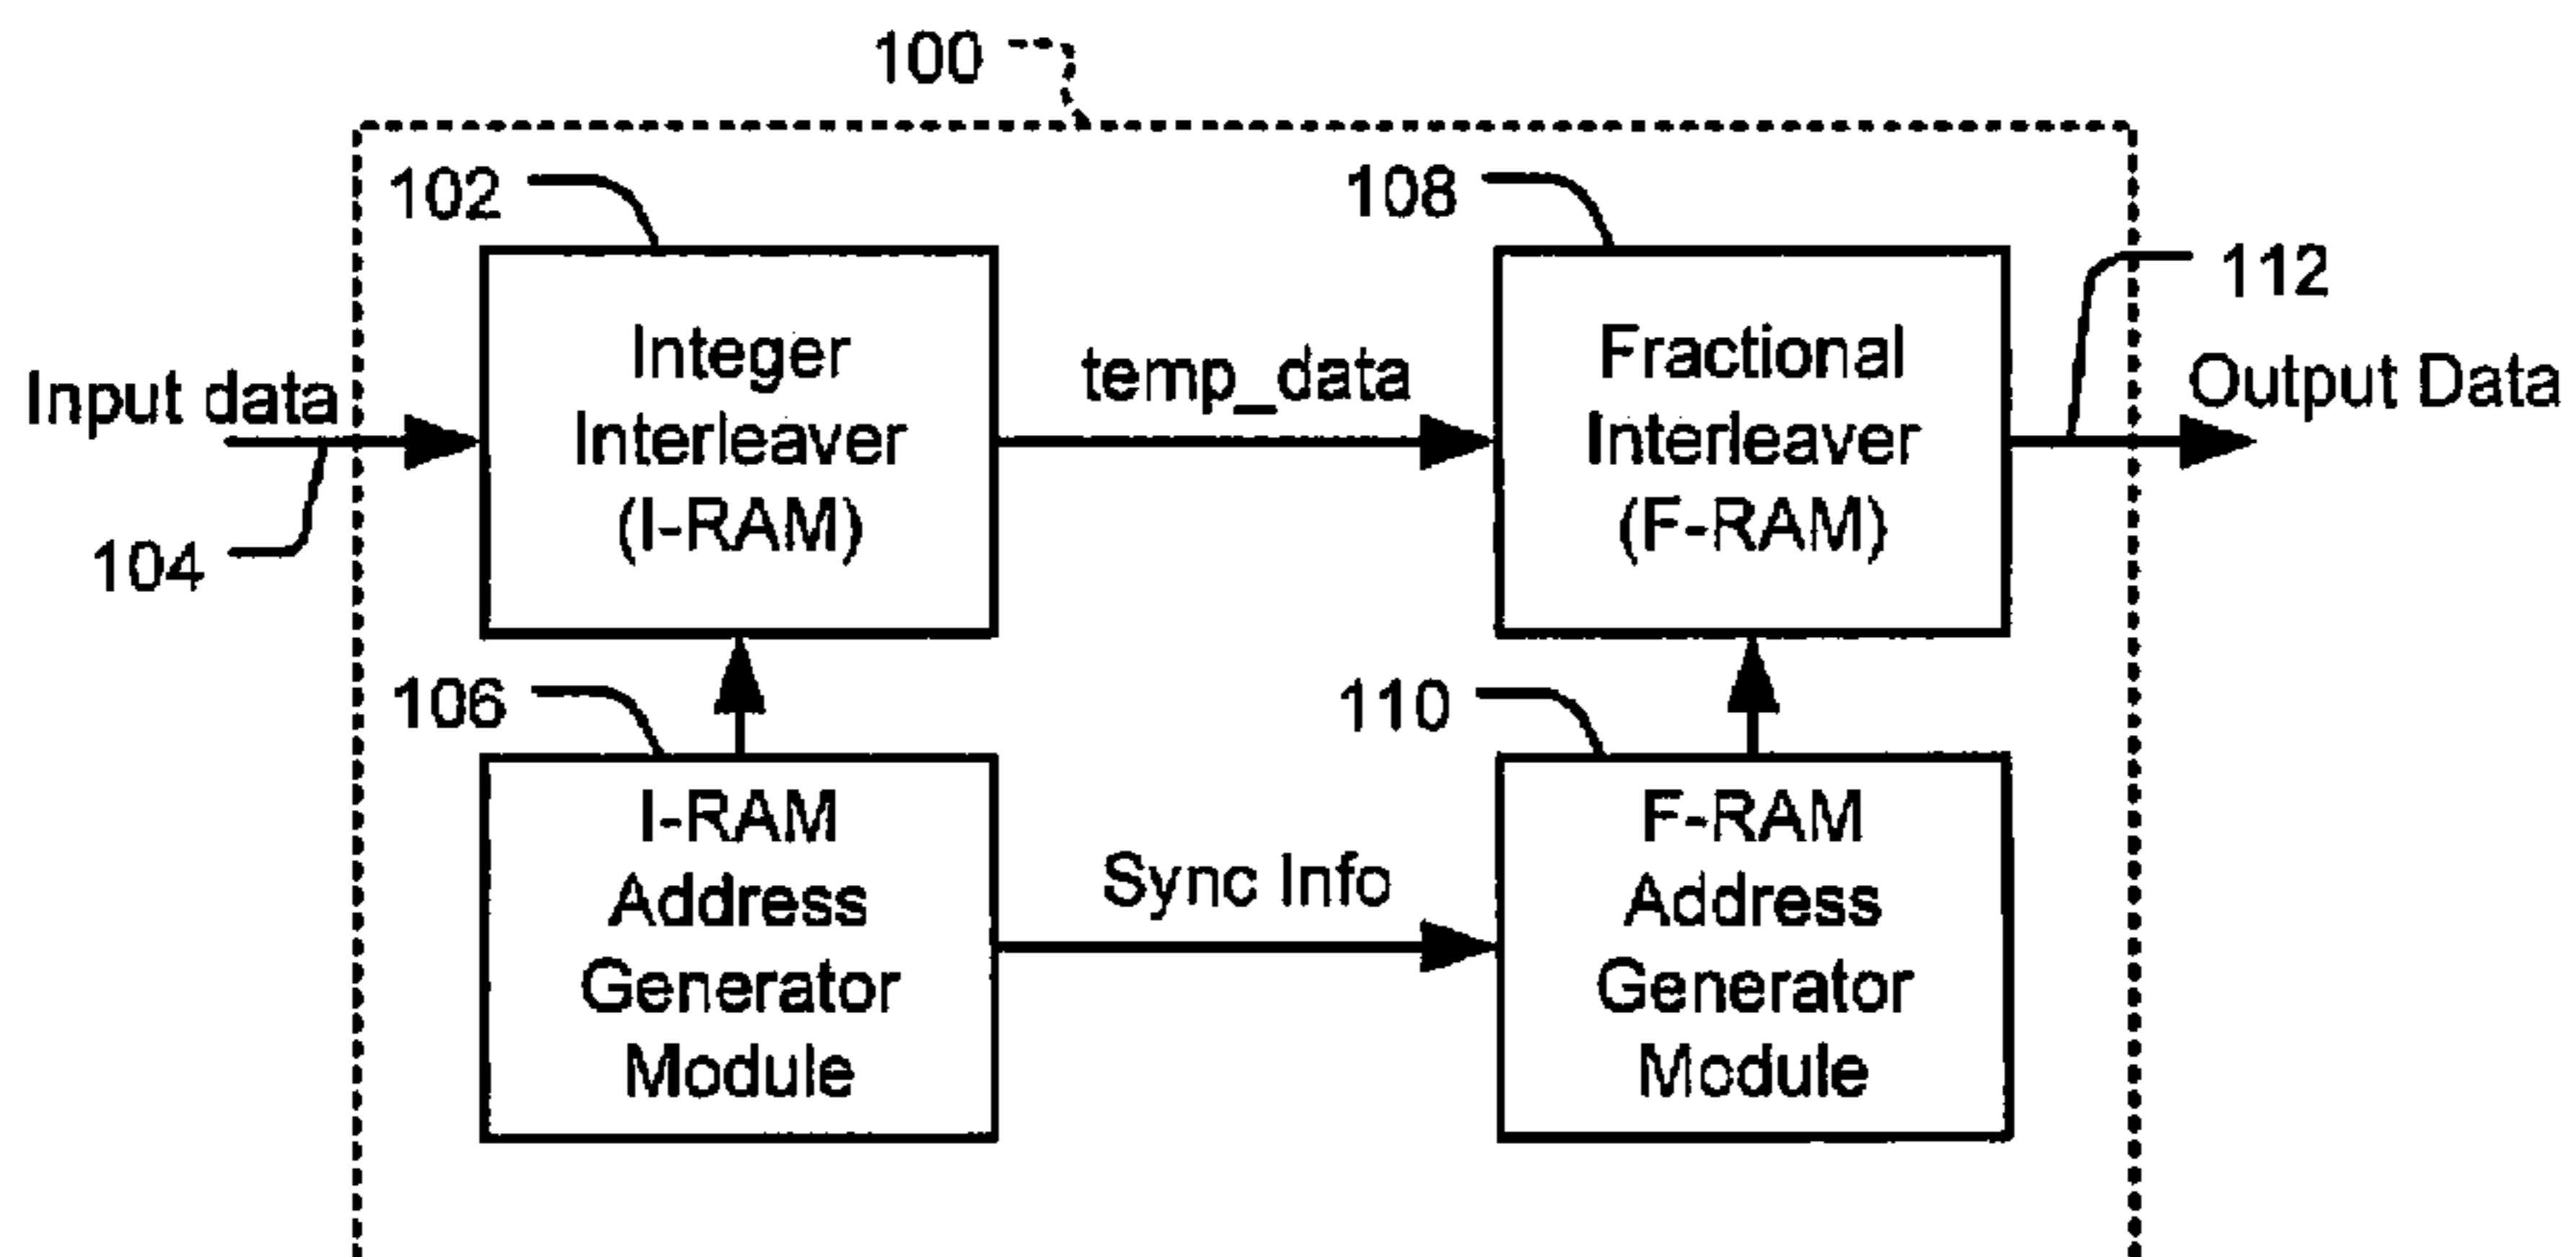 100
102
108
112
Integer
Interleaver
(I-RAM)
Fractional
Interleaver
(F-RAM)
Input data
temp_data
Output Data
104
106
110
I-RAM
Address
Generator
Module
Sync Info
F-RAM
Address
Generator
Module